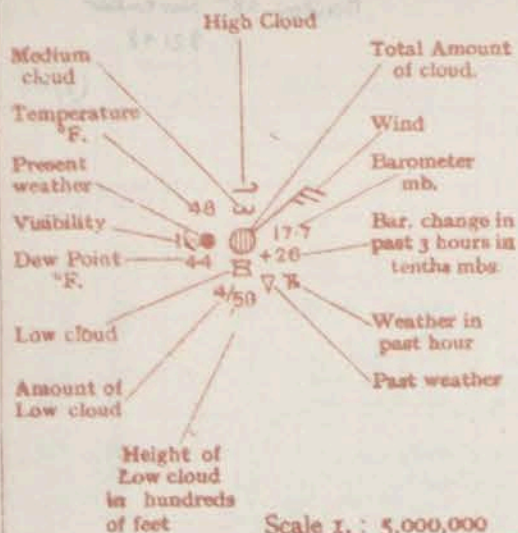 High Cloud
Medium
cloud
Total Amount
of cloud.
Temperature
°F.
Wind
Present
weather
Barometer
mb.
48
Visibility
16
17.7
Bar. change in
past 3 hours in
tenths mbs
+26
Dew Point
°F.
44
4/50
Low cloud
Weather in
past hour
Amount of
Low cloud
Past weather
Height of
Low cloud
in hundreds
of feet
Scale 1. : 5,000,000